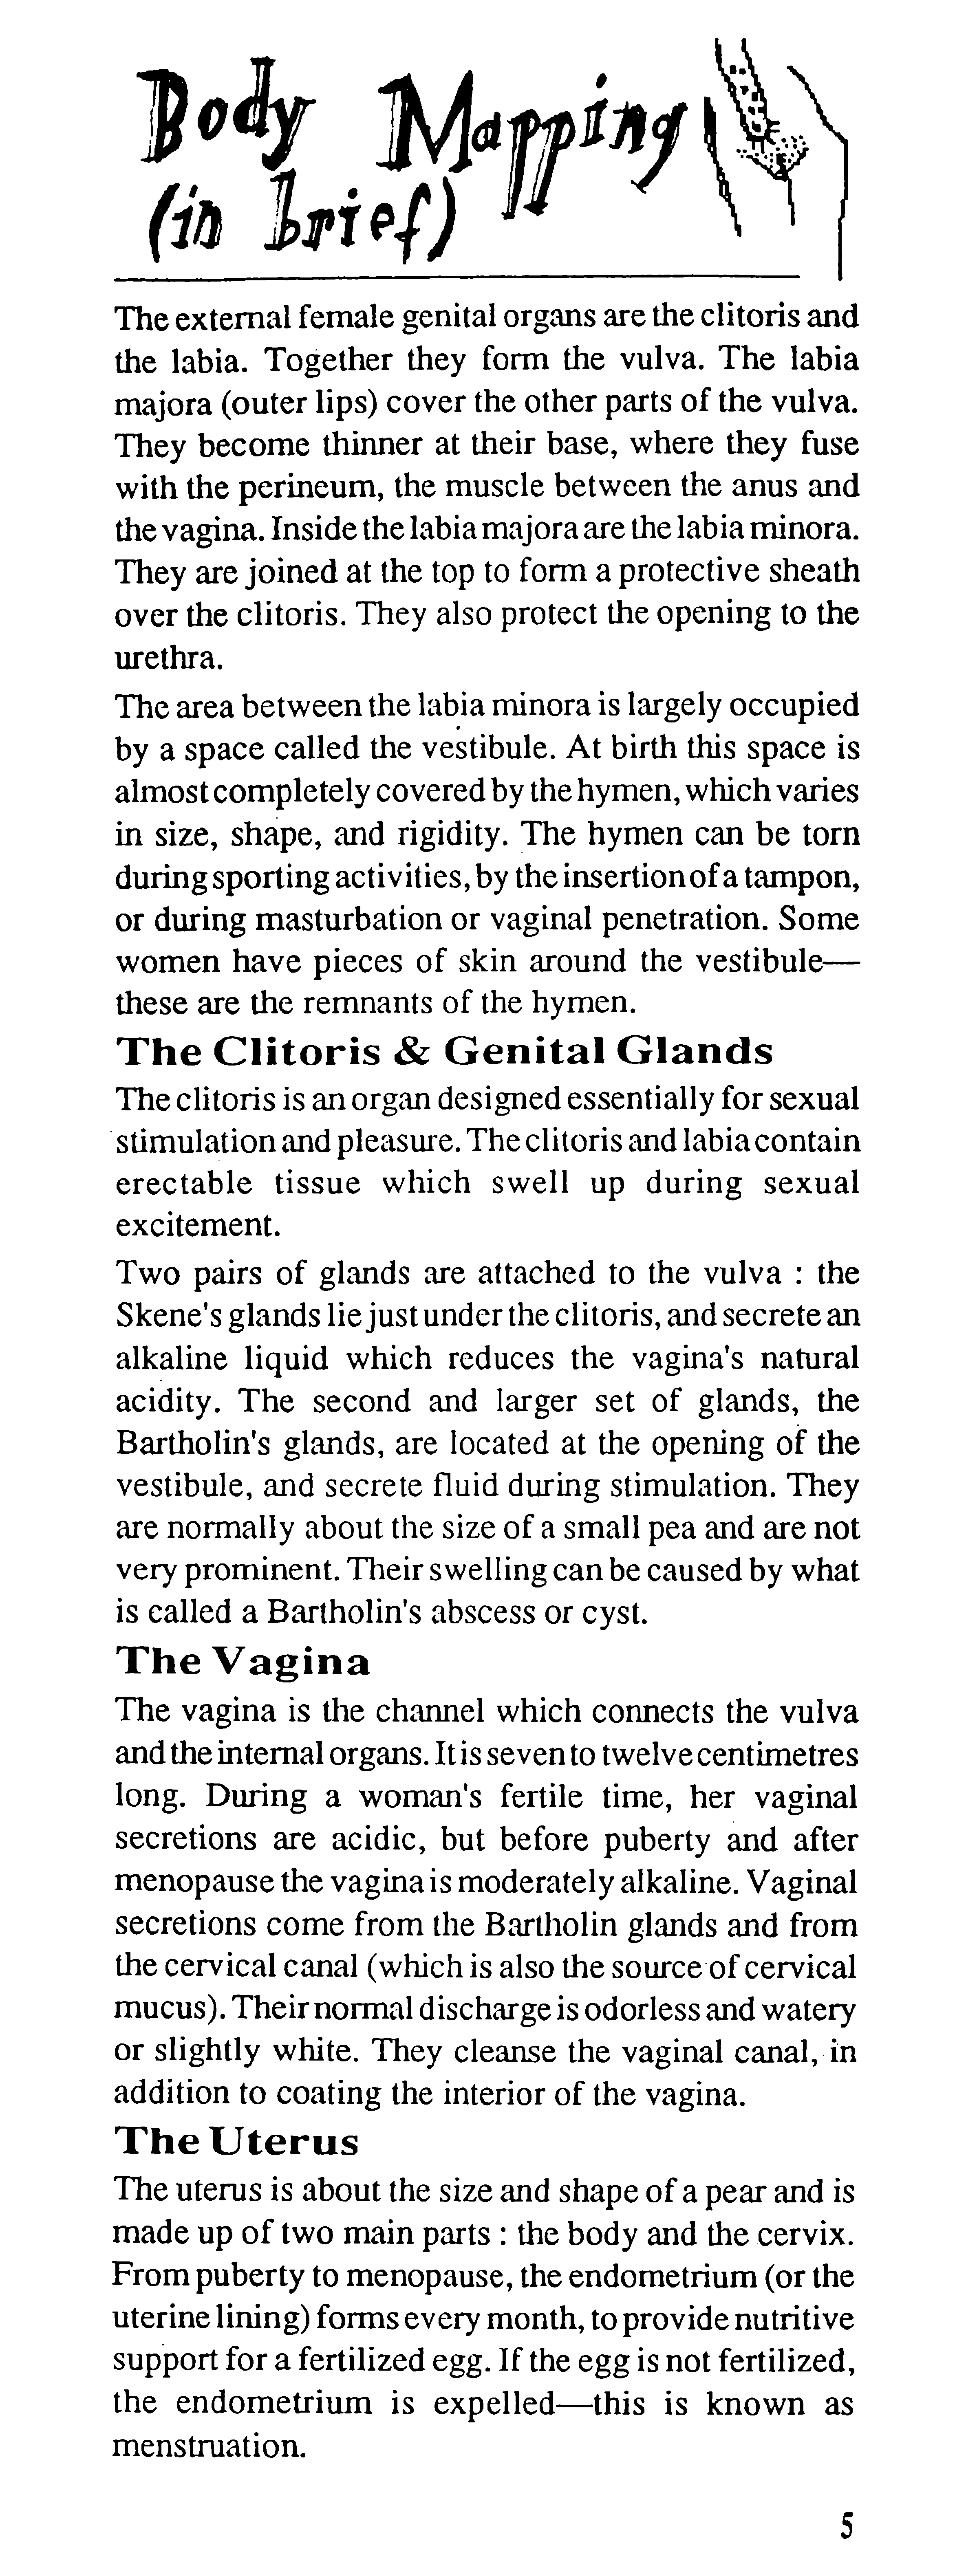 Body Mapping
(in brief)
The external female genital organs are the clitoris and
the labia. Together they form the vulva. The labia
majora (outer lips) cover the other parts of the vulva.
They become thinner at their base, where they fuse
with the perineum, the muscle between the anus and
the vagina. Inside the labia majora are the labia minora.
They are joined at the top to form a protective sheath
over the clitoris. They also protect the opening to the
urethra.
The area between the labia minora is largely occupied
by a space called the vestibule. At birth this space is
almost completely covered by the hymen, which varies
in size, shape, and rigidity. The hymen can be torn
during sporting activities, by the insertion of a tampon,
or during masturbation or vaginal penetration. Some
women have pieces of skin around the vestibule—
these are the remnants of the hymen.
The Clitoris & Genital Glands
The clitoris is an organ designed essentially for sexual
stimulation and pleasure. The clitoris and labia contain
erectable tissue which swell up during sexual
excitement.
Two pairs of glands are attached to the vulva : the
Skene's glands lie just under the clitoris, and secrete an
alkaline liquid which reduces the vagina's natural
acidity. The second and larger set of glands, the
Bartholin's glands, are located at the opening of the
vestibule, and secrete fluid during stimulation. They
are normally about the size of a small pea and are not
very prominent. Their swelling can be caused by what
is called a Bartholin's abscess or cyst.
The Vagina
The vagina is the channel which connects the vulva
and the internal organs. It is seven to twelve centimetres
long. During a woman's fertile time, her vaginal
secretions are acidic, but before puberty and after
menopause the vagina is moderately alkaline. Vaginal
secretions come from the Bartholin glands and from
the cervical canal (which is also the source of cervical
mucus). Their normal discharge is odorless and watery
or slightly white. They cleanse the vaginal canal, in
addition to coating the interior of the vagina.
The Uterus
The uterus is about the size and shape of a pear and is
made up of two main parts : the body and the cervix.
From puberty to menopause, the endometrium (or the
uterine lining) forms every month, to provide nutritive
support for a fertilized egg. If the egg is not fertilized,
the endometrium is expelled—this is known as
menstruation.
5